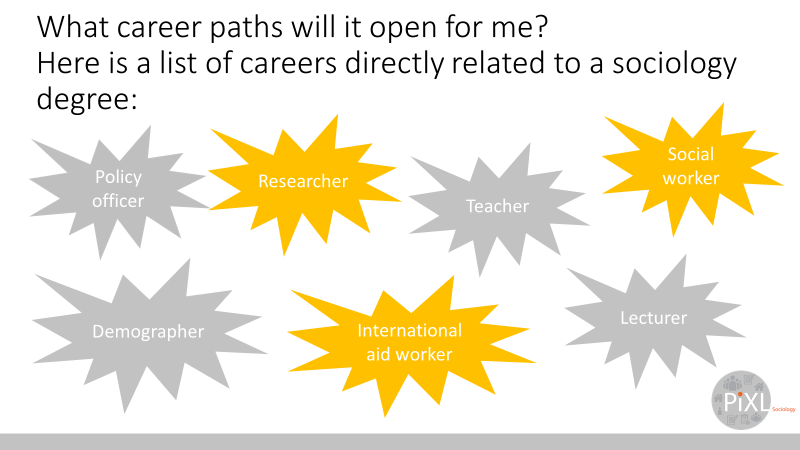 What career paths will it open for me?
Here is a list of careers directly related to a sociology
degree:
Policy
officer
Researcher
Teacher
Social
worker
Demographer
International
aid worker
Lecturer
PiXL
Sociology